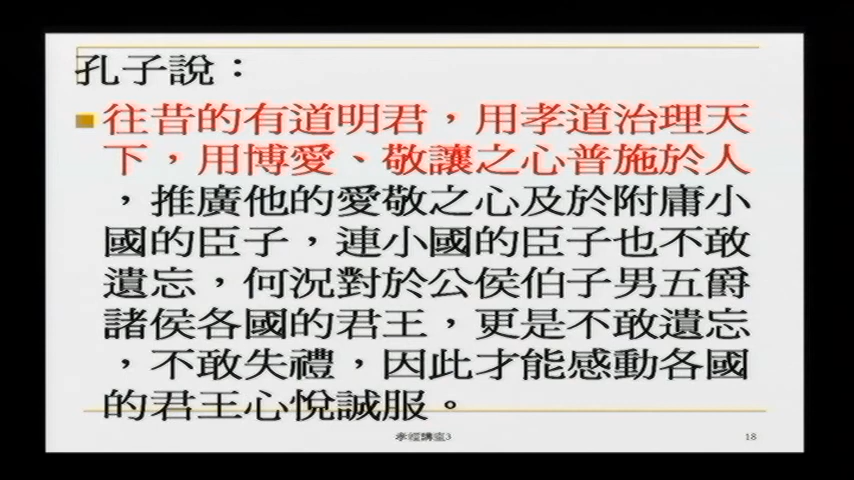 孔子說：
往昔的有道明君，用孝道治理天
下，用博愛、敬讓之心普施於人
，推廣他的愛敬之心及於附庸小
國的臣子，連小國的臣子也不敢
遺忘，何況對於公侯伯子男五爵
諸侯各國的君王，更是不敢遺忘
，不敢失禮，因此才能感動各國
的君王心悅誠服。
孝經講座3
18